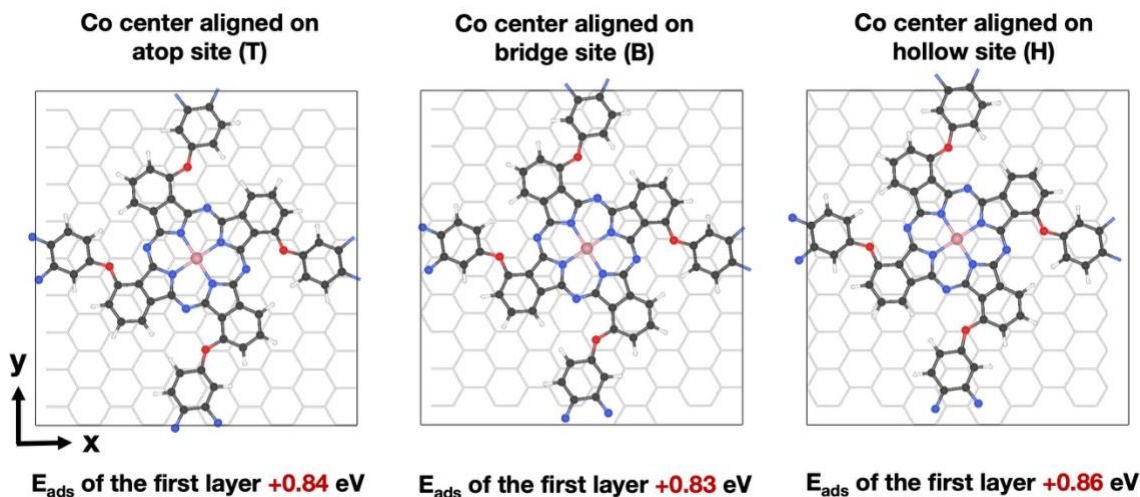 Co center aligned on
atop site (T)
Co center aligned on
bridge site (B)
Co center aligned on
hollow site (H)
y
x
Eads of the first layer +0.84 eV
Eads of the first layer +0.83 eV
Eads of the first layer +0.86 eV